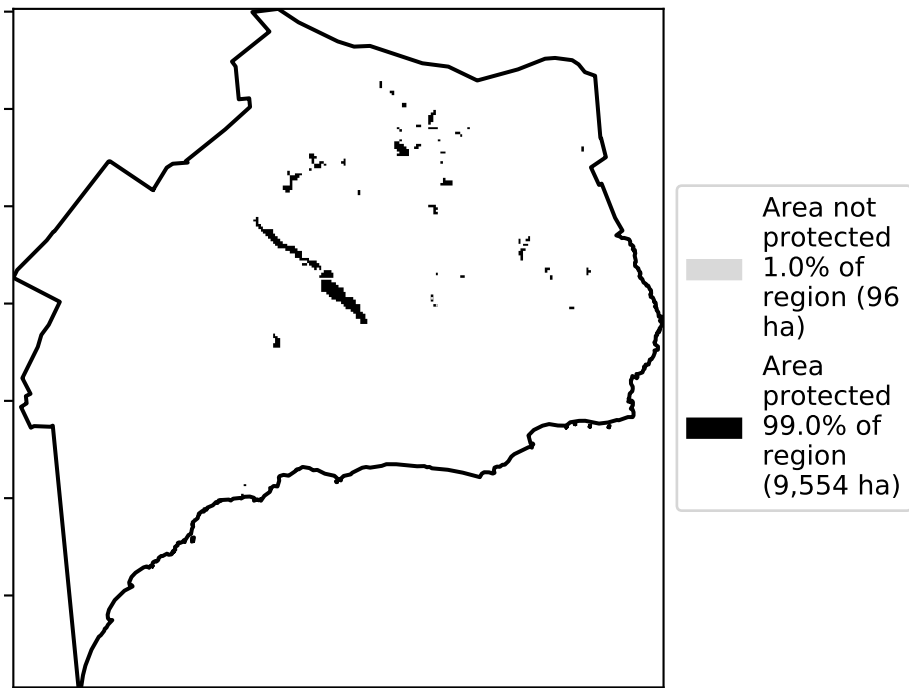 Area not
protected
1.0% of
region (96
ha)
Area
protected
99.0% of
region
(9,554 ha)